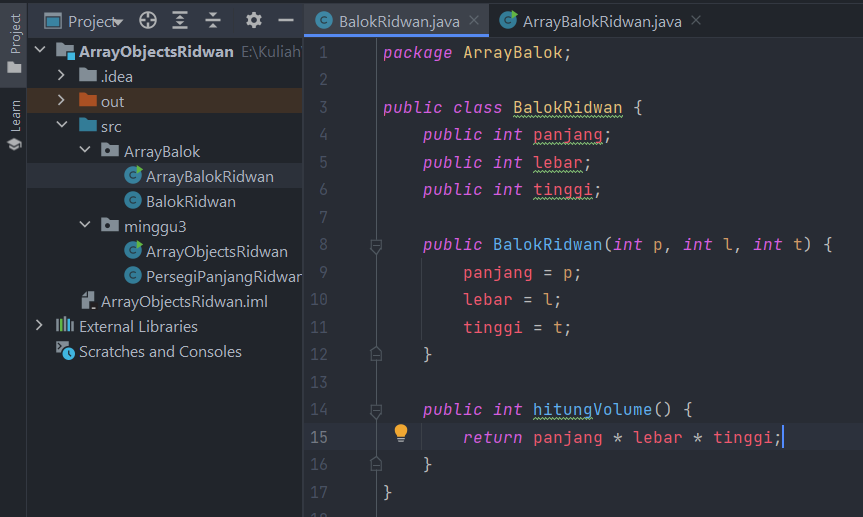 Project
Learn
Project
ArrayObjectsRidwan E:\Kuliah\
.idea
out
src
ArrayBalok
ArrayBalokRidwan
BalokRidwan
minggu3
ArrayObjectsRidwan
PersegiPanjangRidwan
ArrayObjectsRidwan.iml
External Libraries
Scratches and Consoles
BalokRidwan.java
ArrayBalokRidwan.java
1 package ArrayBalok;
2
3 public class BalokRidwan {
4 public int panjang;
5 public int lebar;
6 public int tinggi;
7
8 public BalokRidwan(int p, int l, int t) {
9 panjang = p;
10 lebar = l;
11 tinggi = t;
12 }
13
14 public int hitungVolume() {
15 return panjang * lebar * tinggi;
16 }
17 }